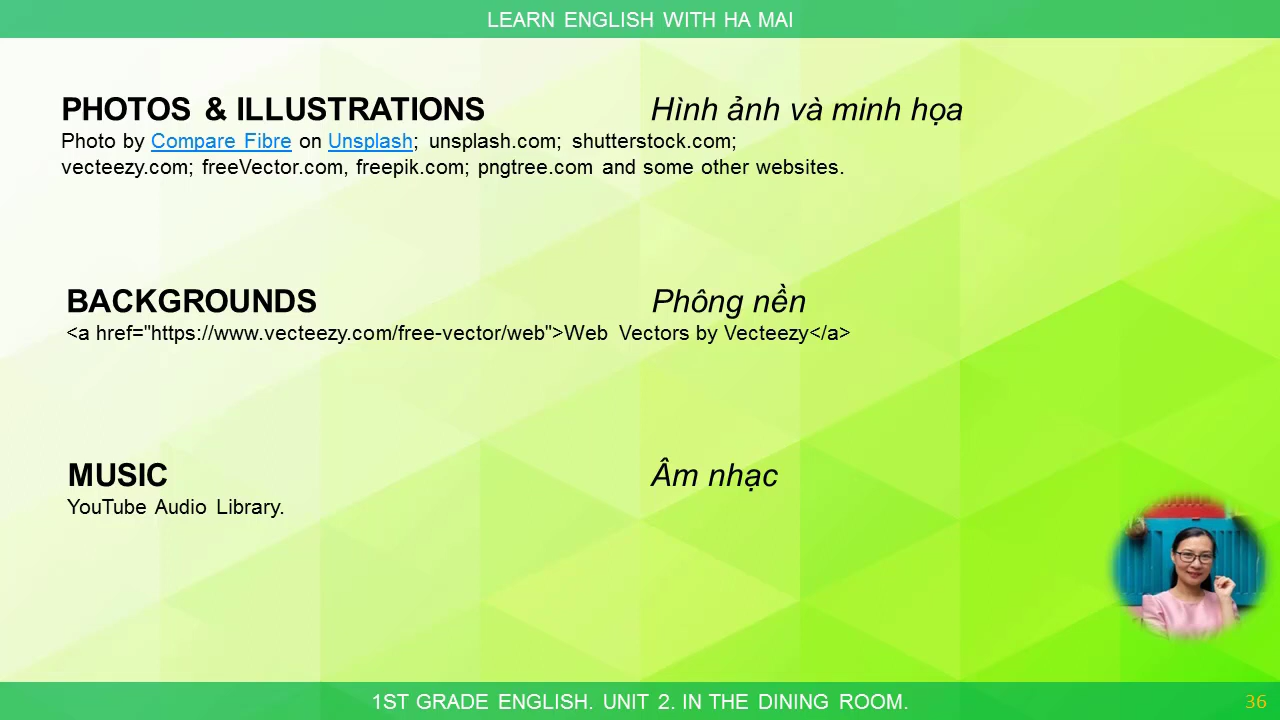 LEARN ENGLISH WITH HA MAI
PHOTOS & ILLUSTRATIONS Hình ảnh và minh họa
Photo by Compare Fibre on Unsplash; unsplash.com; shutterstock.com;
vecteezy.com; freeVector.com, freepik.com; pngtree.com and some other websites.
BACKGROUNDS Phông nền
<a href="https://www.vecteezy.com/free-vector/web">Web Vectors by Vecteezy</a>
MUSIC Âm nhạc
YouTube Audio Library.
1ST GRADE ENGLISH. UNIT 2. IN THE DINING ROOM.
36